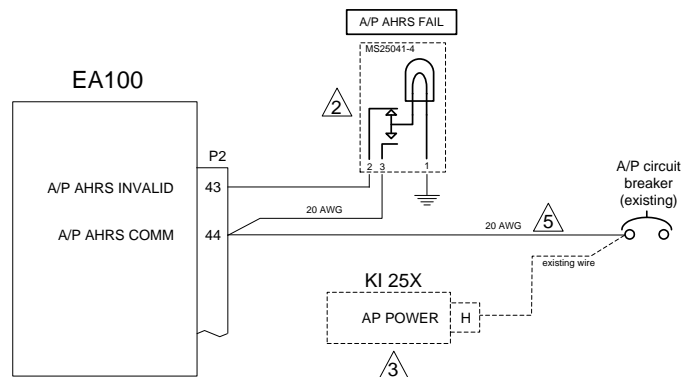 A/P AHRS FAIL
MS25041-4
EA100
2
P2
A/P circuit
breaker
(existing)
2 3 1
A/P AHRS INVALID 43
20 AWG
A/P AHRS COMM 44
20 AWG
5
existing wire
KI 25X
AP POWER H
3